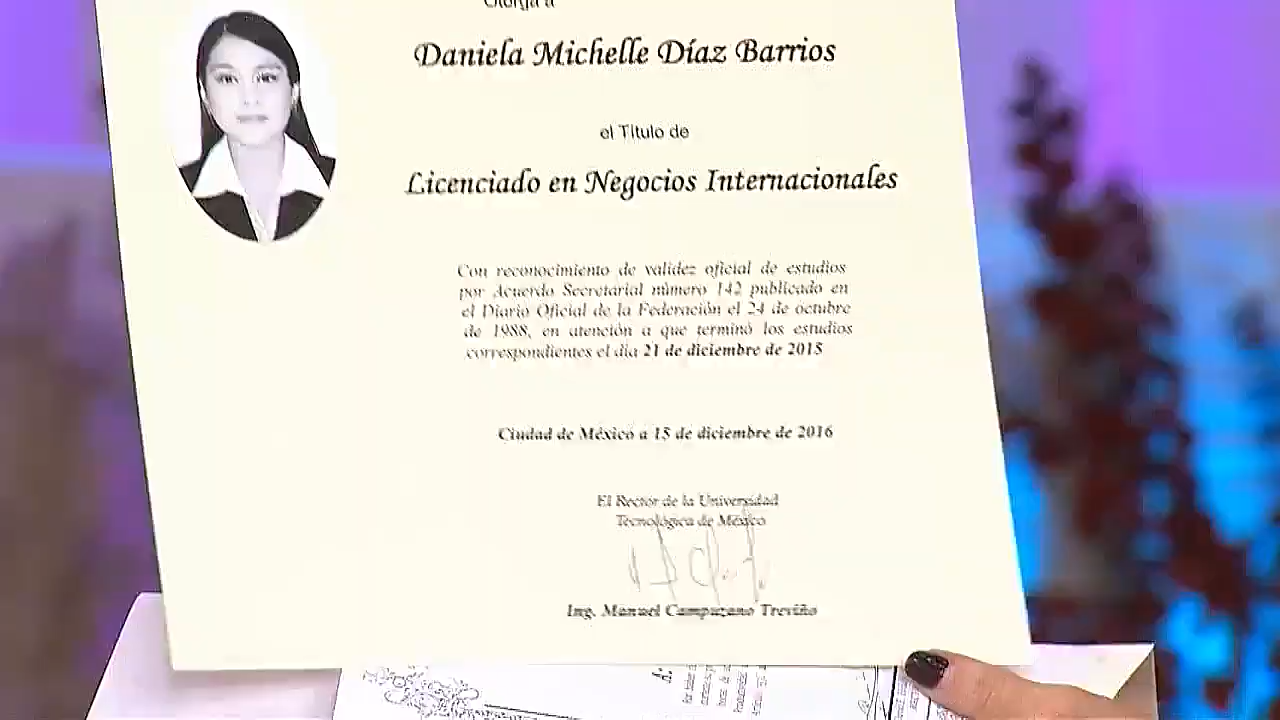 Otorga a
Daniela Michelle Díaz Barrios
el Título de
Licenciado en Negocios Internacionales
Con reconocimiento de validez oficial de estudios
por Acuerdo Secretarial número 142 publicado en
el Diario Oficial de la Federación el 24 de octubre
de 1988, en atención a que terminó los estudios
correspondientes el día 21 de diciembre de 2015
Ciudad de México a 15 de diciembre de 2016
El Rector de la Universidad
Tecnológica de México
Ing. Manuel Campuzano Treviño